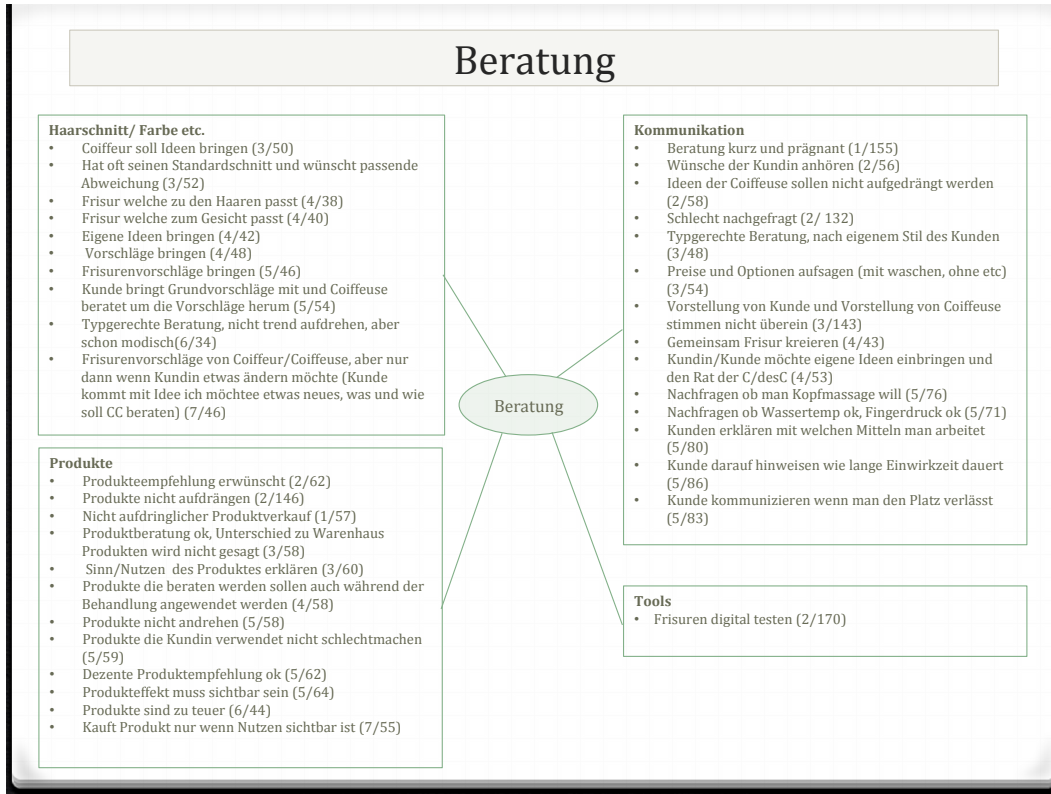 Beratung
Haarschnitt/ Farbe etc.
• Coiffeur soll Ideen bringen (3/50)
• Hat oft seinen Standardschnitt und wünscht passende
Abweichung (3/52)
• Frisur welche zu den Haaren passt (4/38)
• Frisur welche zum Gesicht passt (4/40)
• Eigene Ideen bringen (4/42)
• Vorschläge bringen (4/48)
• Frisurenvorschläge bringen (5/46)
• Kunde bringt Grundvorschläge mit und Coiffeuse
beratet um die Vorschläge herum (5/54)
• Typgerechte Beratung, nicht trend aufdrehen, aber
schon modisch(6/34)
• Frisurenvorschläge von Coiffeur/Coiffeuse, aber nur
dann wenn Kundin etwas ändern möchte (Kunde
kommt mit Idee ich möchtee etwas neues, was und wie
soll CC beraten) (7/46)
Produkte
• Produkteempfehlung erwünscht (2/62)
• Produkte nicht aufdrängen (2/146)
• Nicht aufdringlicher Produktverkauf (1/57)
• Produktberatung ok, Unterschied zu Warenhaus
Produkten wird nicht gesagt (3/58)
• Sinn/Nutzen des Produktes erklären (3/60)
• Produkte die beraten werden sollen auch während der
Behandlung angewendet werden (4/58)
• Produkte nicht andrehen (5/58)
• Produkte die Kundin verwendet nicht schlechtmachen
(5/59)
• Dezente Produktempfehlung ok (5/62)
• Produkteffekt muss sichtbar sein (5/64)
• Produkte sind zu teuer (6/44)
• Kauft Produkt nur wenn Nutzen sichtbar ist (7/55)
Beratung
Kommunikation
• Beratung kurz und prägnant (1/155)
• Wünsche der Kundin anhören (2/56)
• Ideen der Coiffeuse sollen nicht aufgedrängt werden
(2/58)
• Schlecht nachgefragt (2/ 132)
• Typgerechte Beratung, nach eigenem Stil des Kunden
(3/48)
• Preise und Optionen aufsagen (mit waschen, ohne etc)
(3/54)
• Vorstellung von Kunde und Vorstellung von Coiffeuse
stimmen nicht überein (3/143)
• Gemeinsam Frisur kreieren (4/43)
• Kundin/Kunde möchte eigene Ideen einbringen und
den Rat der C/desC (4/53)
• Nachfragen ob man Kopfmassage will (5/76)
• Nachfragen ob Wassertemp ok, Fingerdruck ok (5/71)
• Kunden erklären mit welchen Mitteln man arbeitet
(5/80)
• Kunde darauf hinweisen wie lange Einwirkzeit dauert
(5/86)
• Kunde kommunizieren wenn man den Platz verlässt
(5/83)
Tools
• Frisuren digital testen (2/170)